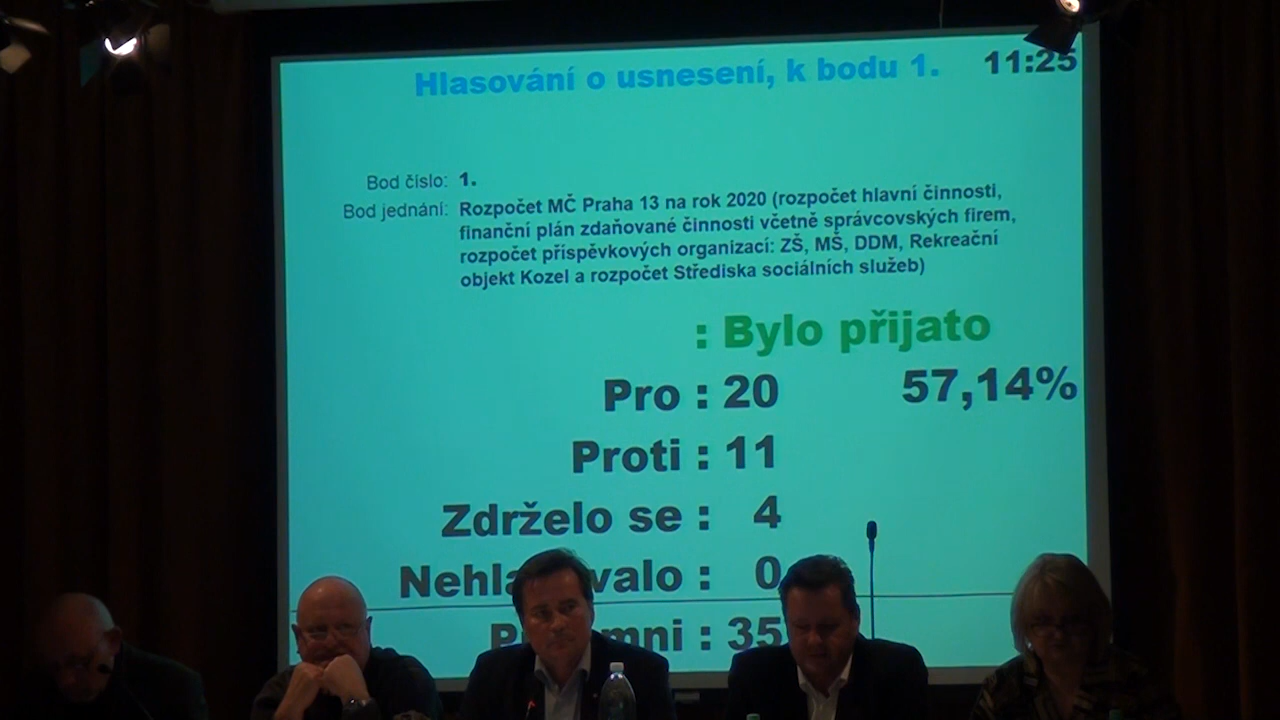 Hlasování o usnesení, k bodu 1. 11:25
Bod číslo: 1.
Bod jednání: Rozpočet MČ Praha 13 na rok 2020 (rozpočet hlavní činnosti,
finanční plán zdaňované činnosti včetně správcovských firem,
rozpočet příspěvkových organizací: ZŠ, MŠ, DDM, Rekreační
objekt Kozel a rozpočet Střediska sociálních služeb)
: Bylo přijato
Pro : 20 57,14%
Proti : 11
Zdrželo se : 4
: 0
: 35